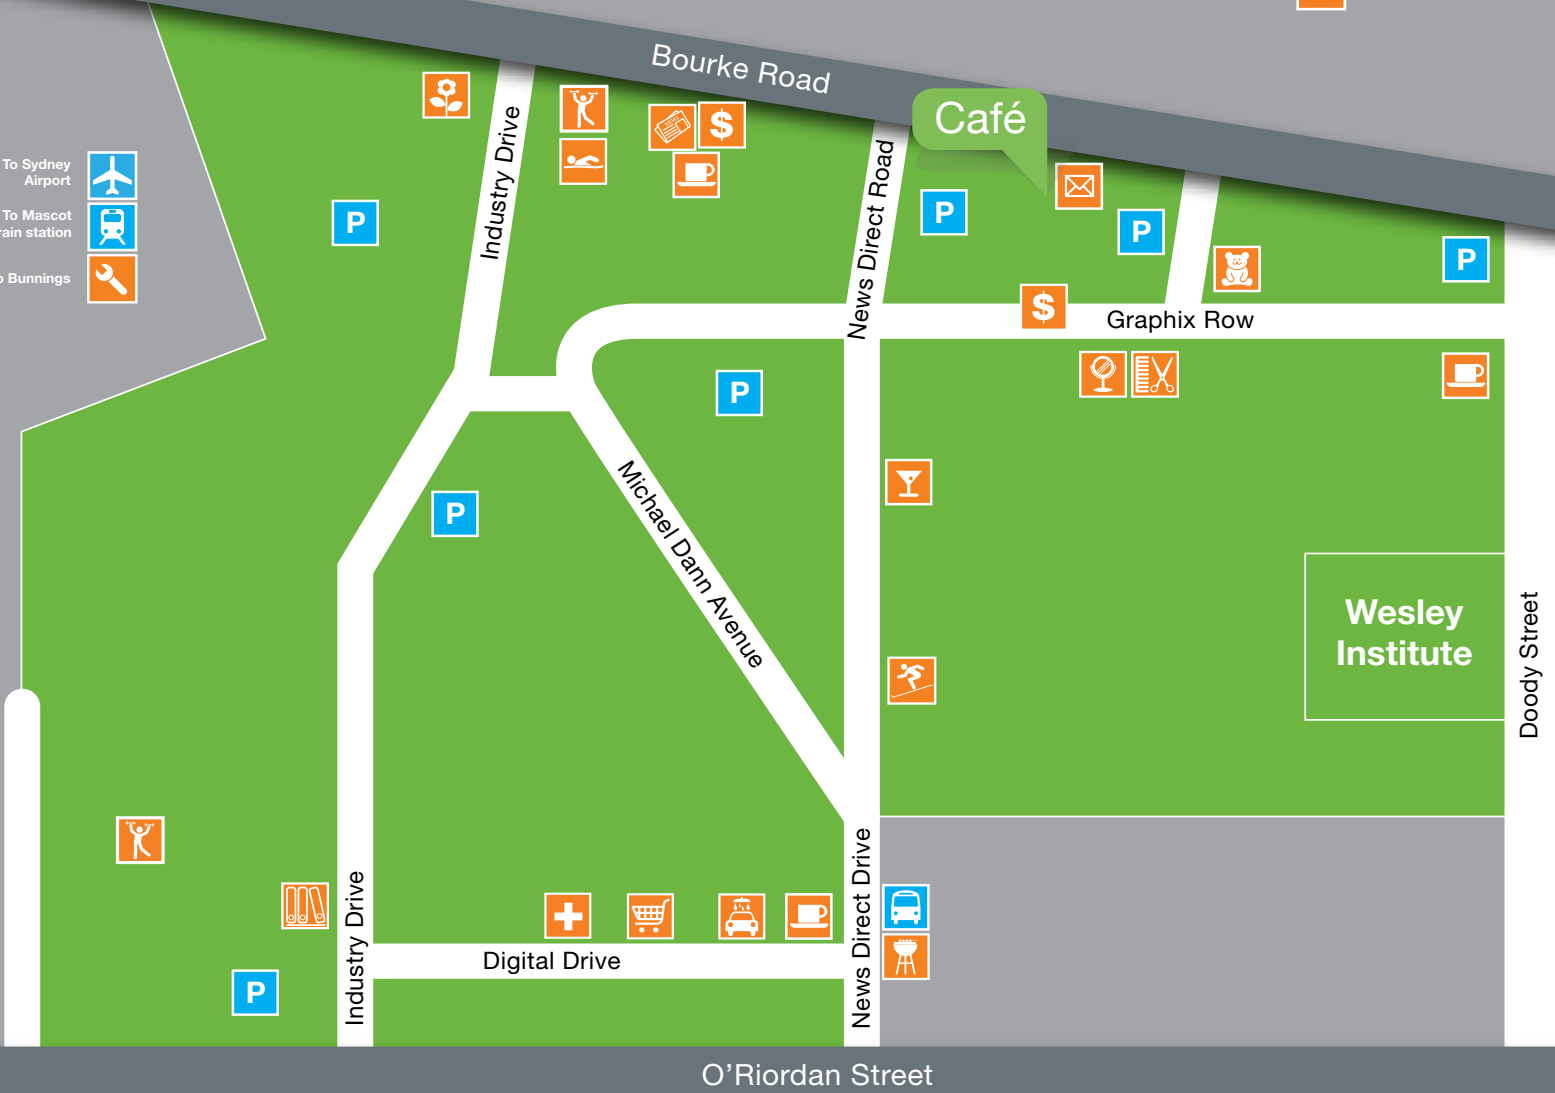 Bourke Road
Café
To Sydney
Airport
To Mascot
rain station
o Bunnings
Industry Drive
News Direct Road
P
P
P
P
$
$
Graphix Row
P
P
Michael Dann Avenue
Wesley
Institute
Doody Street
Industry Drive
News Direct Drive
Digital Drive
P
O'Riordan Street